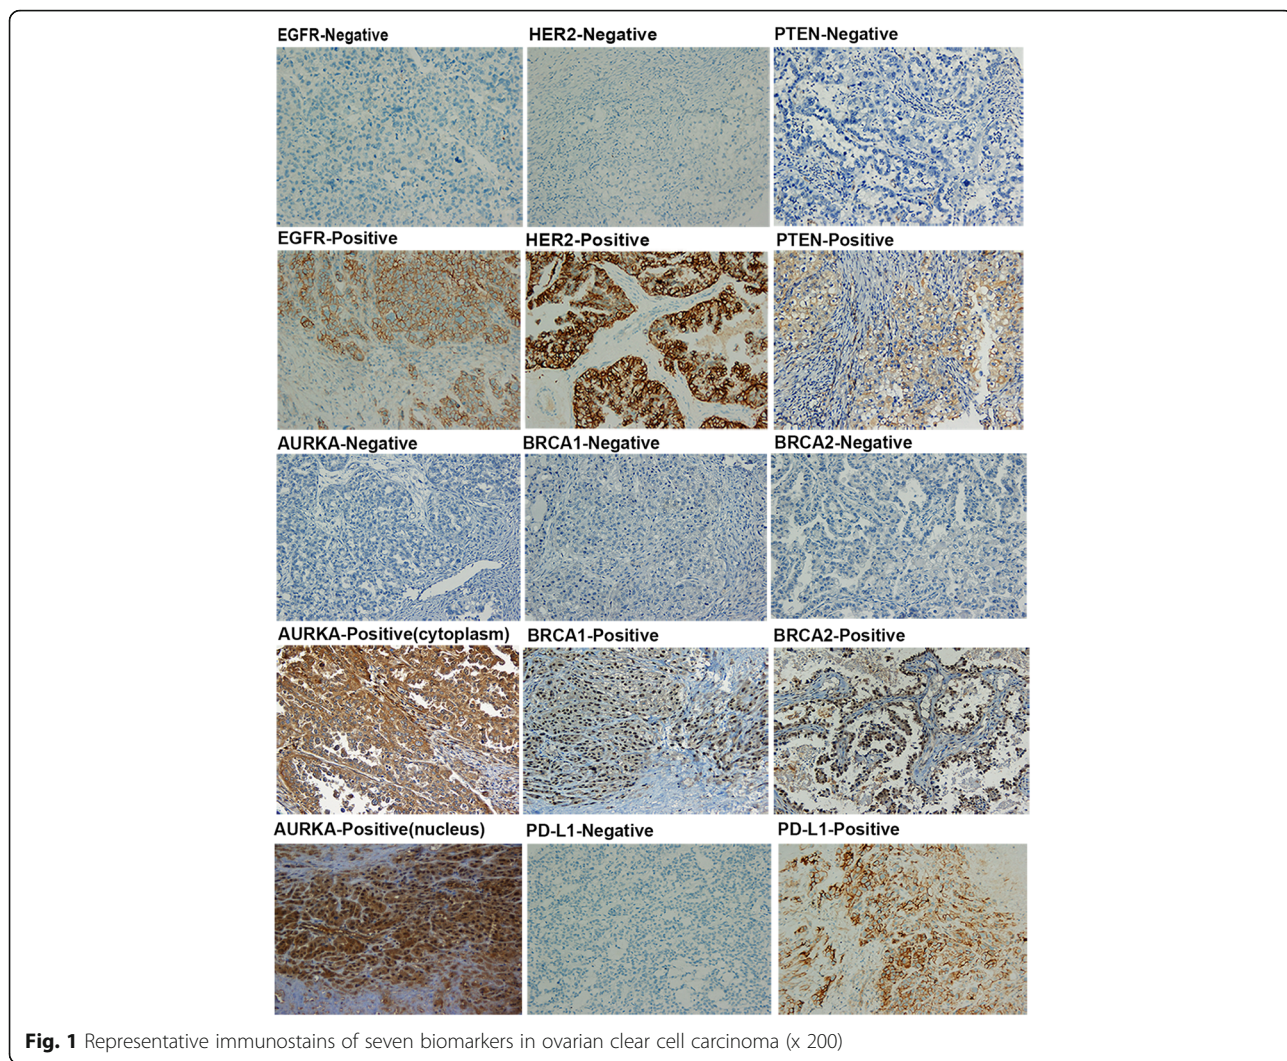 EGFR-Negative HER2-Negative PTEN-Negative
EGFR-Positive HER2-Positive PTEN-Positive
AURKA-Negative BRCA1-Negative BRCA2-Negative
AURKA-Positive(cytoplasm) BRCA1-Positive BRCA2-Positive
AURKA-Positive(nucleus) PD-L1-Negative PD-L1-Positive
Fig. 1 Representative immunostains of seven biomarkers in ovarian clear cell carcinoma (x 200)